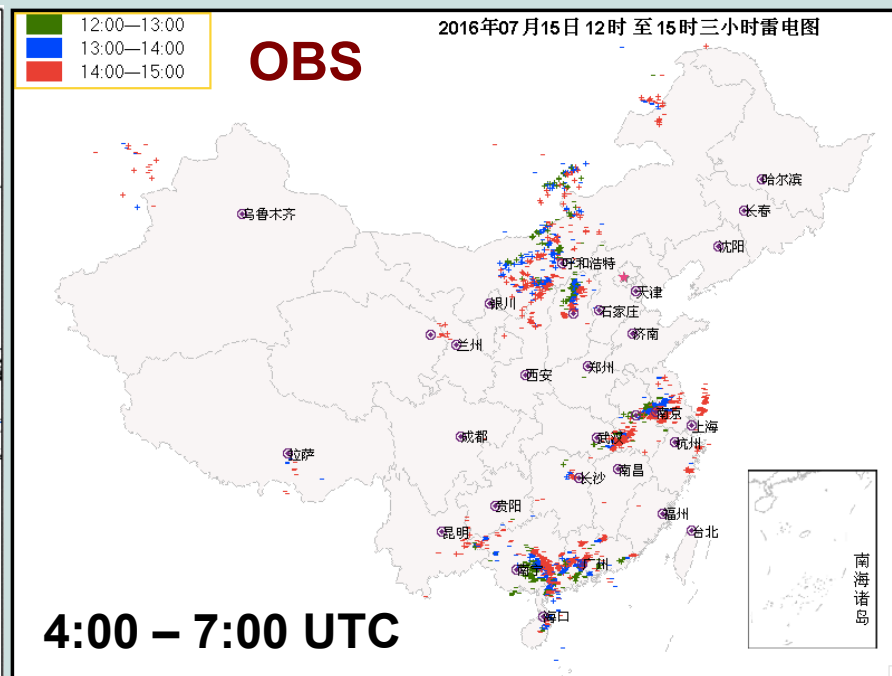 12:00—13:00
13:00—14:00
14:00—15:00
OBS
2016年07月15日12时 至 15时三小时雷电图
哈尔滨
乌鲁木齐
长春
沈阳
呼和浩特
天津
银川
石家庄
济南
兰州
郑州
西安
南京
上海
成都
武汉
杭州
拉萨
南昌
长沙
贵阳
福州
昆明
台北
南宁
广州
海口
南海诸岛
4:00 – 7:00 UTC